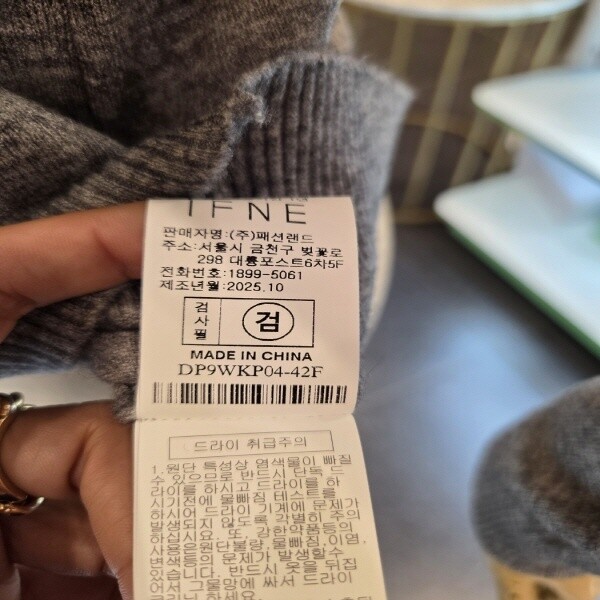 IFNE
판매자명:(주)패션랜드
주소:서울시 금천구 벚꽃로
298 대륭포스트6차5F
전화번호:1899-5061
제조년월:2025.10
검사필
검
MADE IN CHINA
DP9WKP04-42F
드라이 취급주의
1.원단 특성상 염색물이 빠질
수 있으므로 반드시 단독 드
라이를 하시고 드라이를 하
시기전에 물빠짐 테스트를
하시어 드라이 기계에 문제가
발생되지 않도록 각별히 주의
하십시요. 또, 강한약품등의
사용은원단불량,물빠짐,이염,
변색등의 문제가 발생할수
있습니다. 반드시 옷을 뒤집
어서 그물망에 싸서 드라이